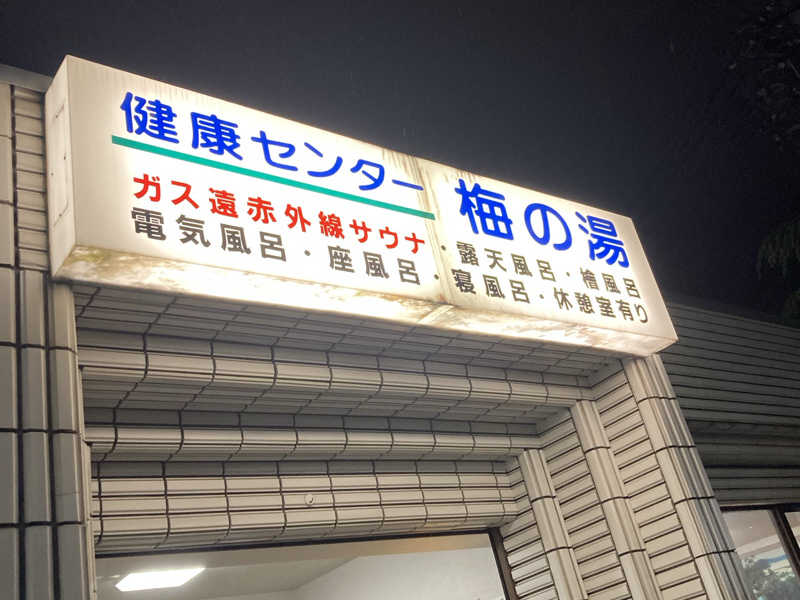 健康センター 梅の湯
ガス遠赤外線サウナ・露天風呂・檜風呂
電気風呂・座風呂・寝風呂・休憩室有り